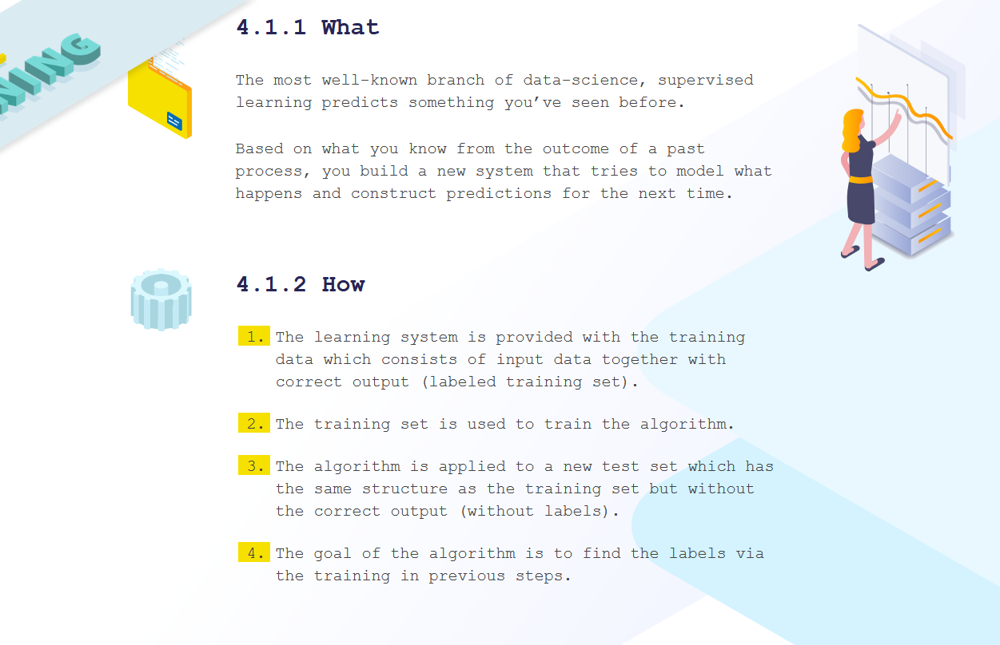 NING
4.1.1 What
The most well-known branch of data-science, supervised
learning predicts something you’ve seen before.
Based on what you know from the outcome of a past
process, you build a new system that tries to model what
happens and construct predictions for the next time.
4.1.2 How
1. The learning system is provided with the training
data which consists of input data together with
correct output (labeled training set).
2. The training set is used to train the algorithm.
3. The algorithm is applied to a new test set which has
the same structure as the training set but without
the correct output (without labels).
4. The goal of the algorithm is to find the labels via
the training in previous steps.